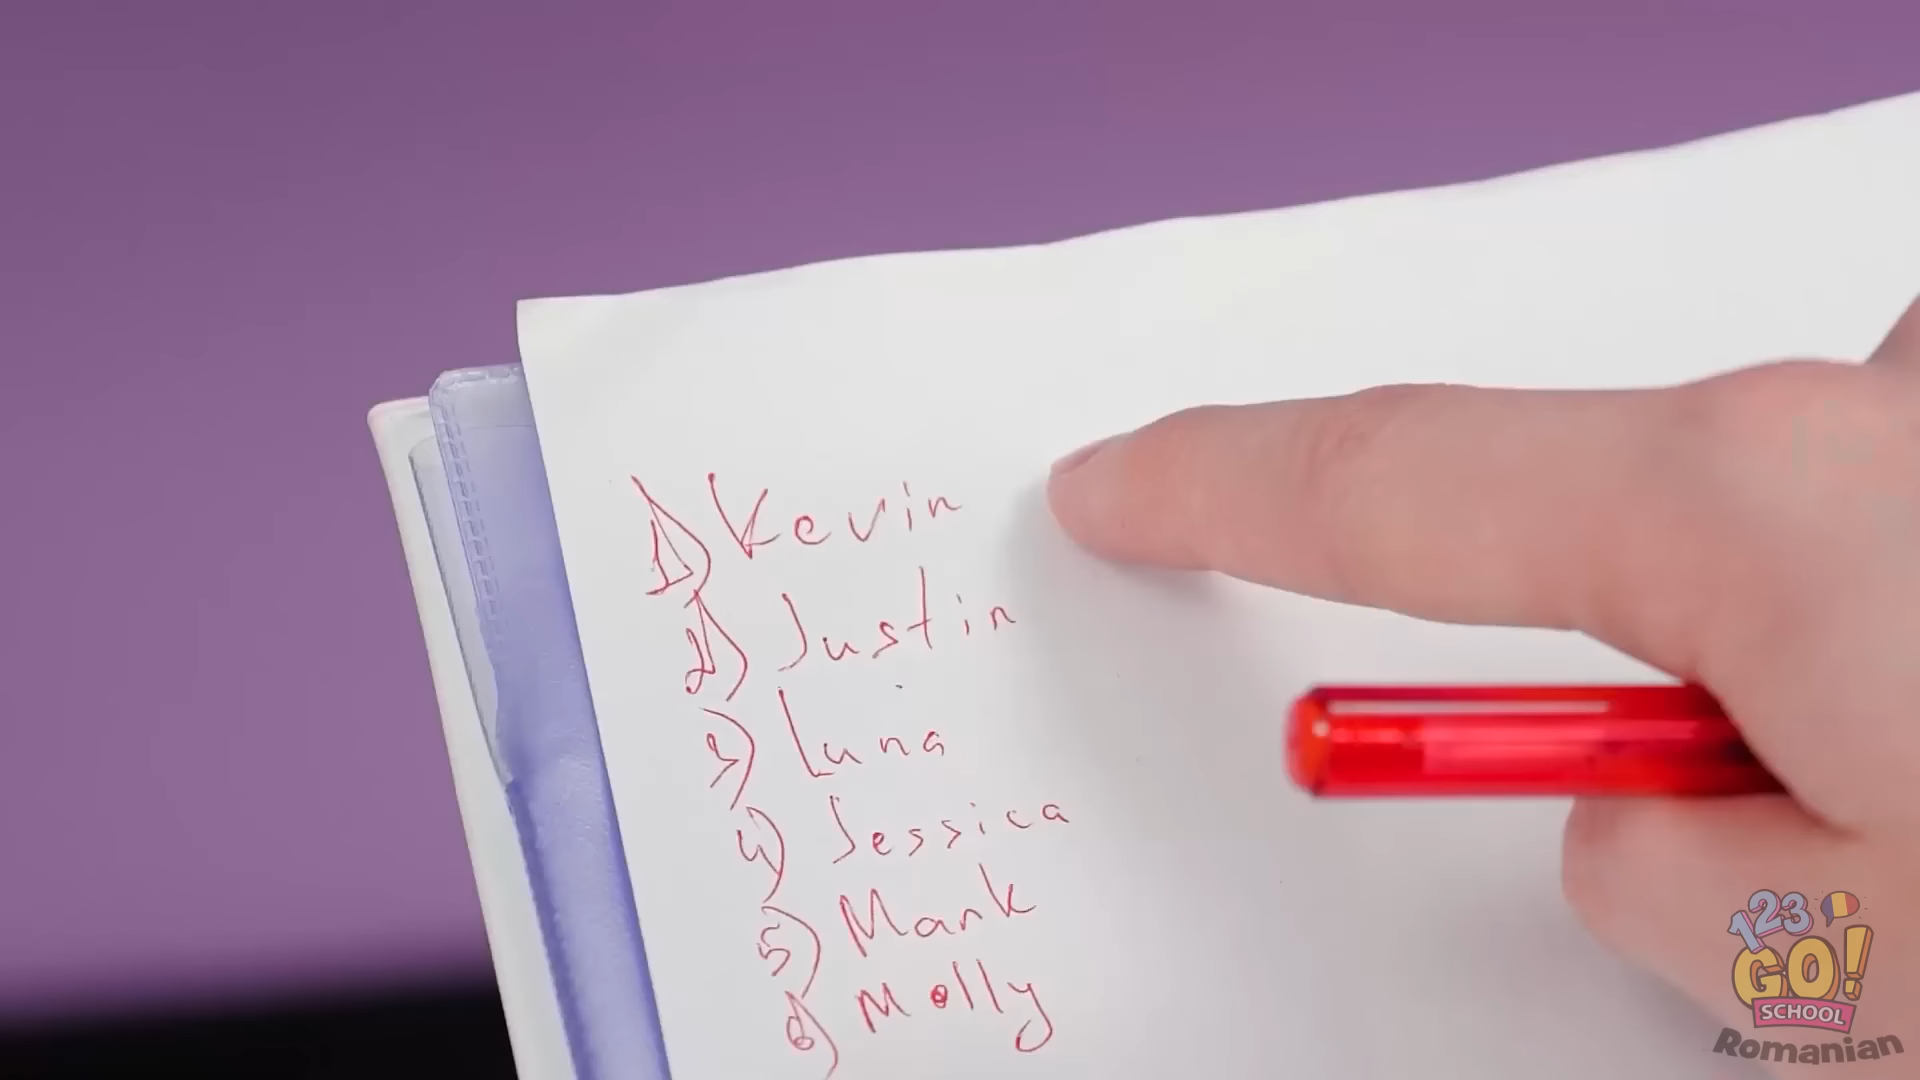 1) Kevin
2) Justin
3) Luna
4) Jessica
5) Mark
6) Molly
123
GO!
SCHOOL
Romanian